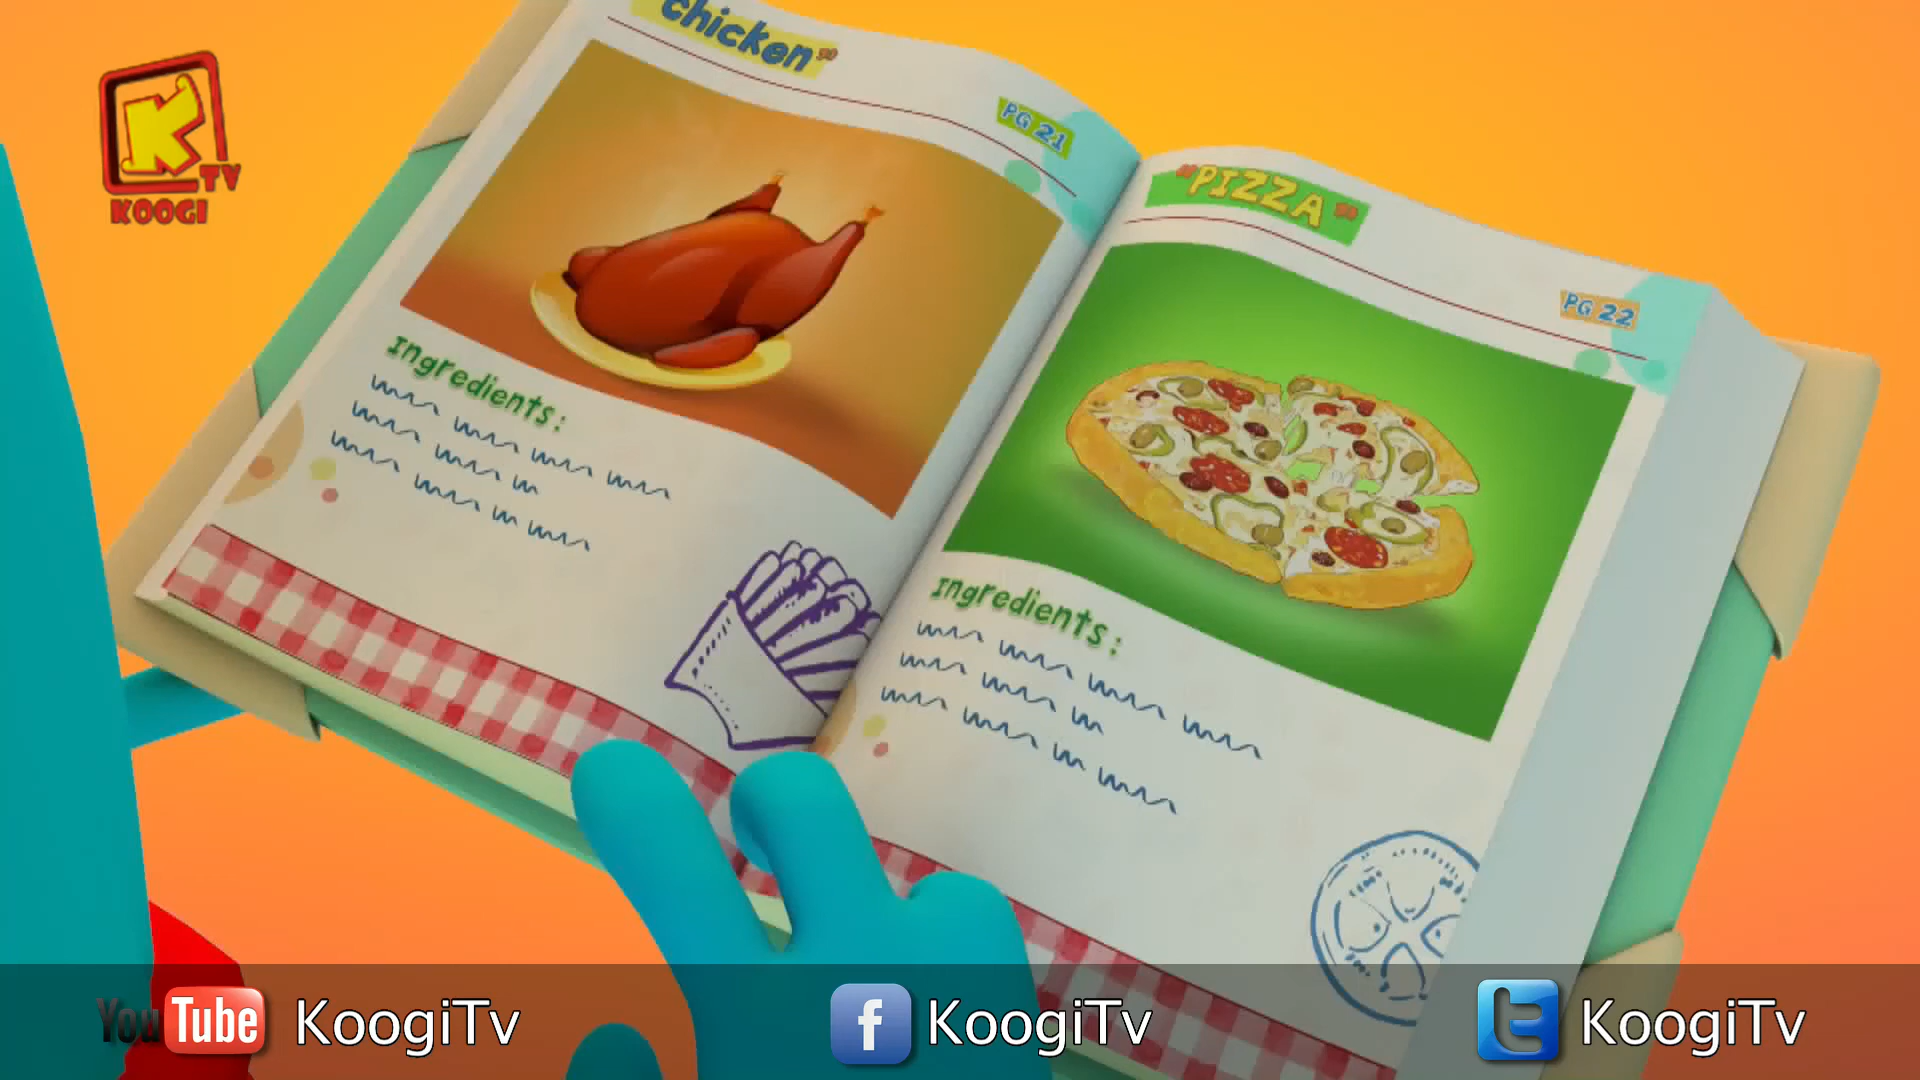 K
TV
KOOGI
chicken"
PG 21
Ingredients:
"PIZZA"
PG 22
Ingredients:
YouTube KoogiTv
f KoogiTv
t KoogiTv